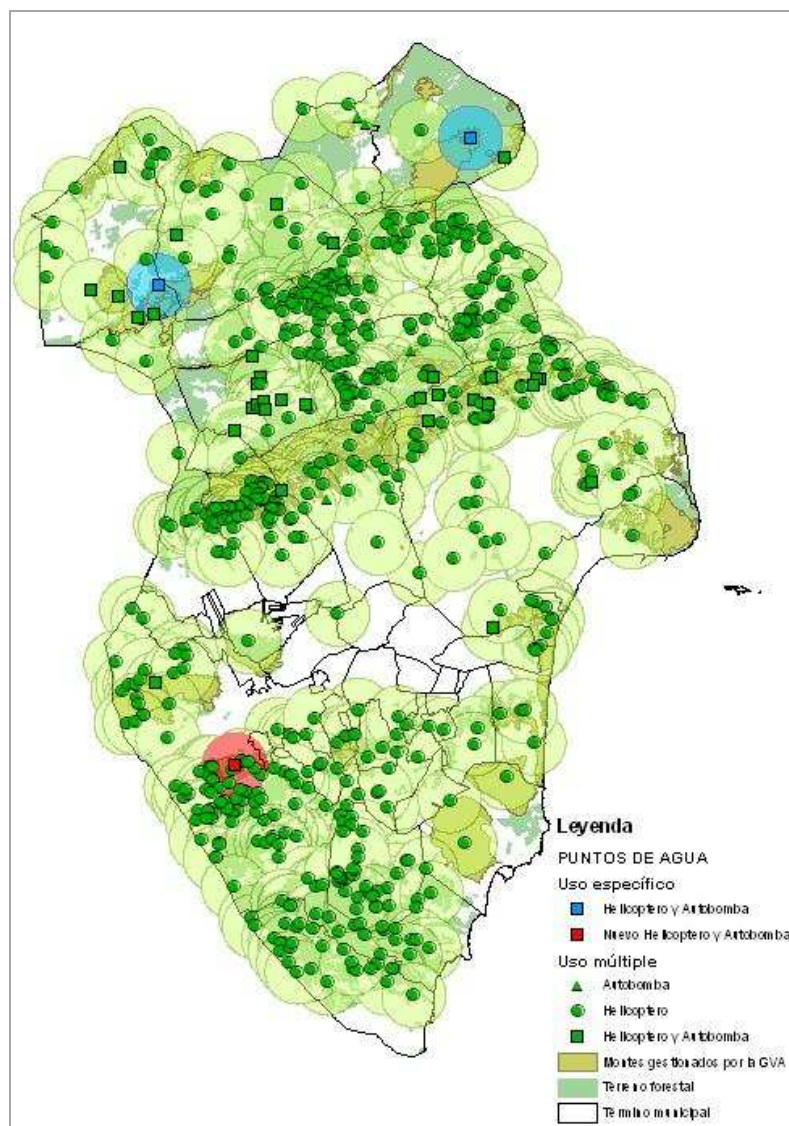 Leyenda
PUNTOS DE AGUA
Uso específico
Helicoptero y Autobomba
Nuevo Helicoptero y Autobomba
Uso múltiple
Autobomba
Helicoptero
Helicoptero y Autobomba
Montes gestionados por la GVA
Terreno forestal
Término municipal